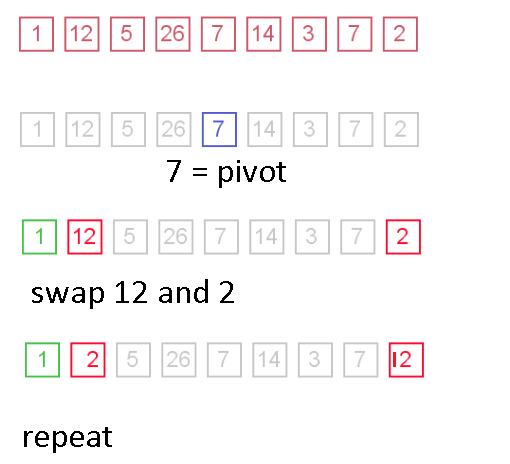 1 12 5 26 7 14 3 7 2
1 12 5 26 7 14 3 7 2
7 = pivot
1 12 5 26 7 14 3 7 2
swap 12 and 2
1 2 5 26 7 14 3 7 12
repeat